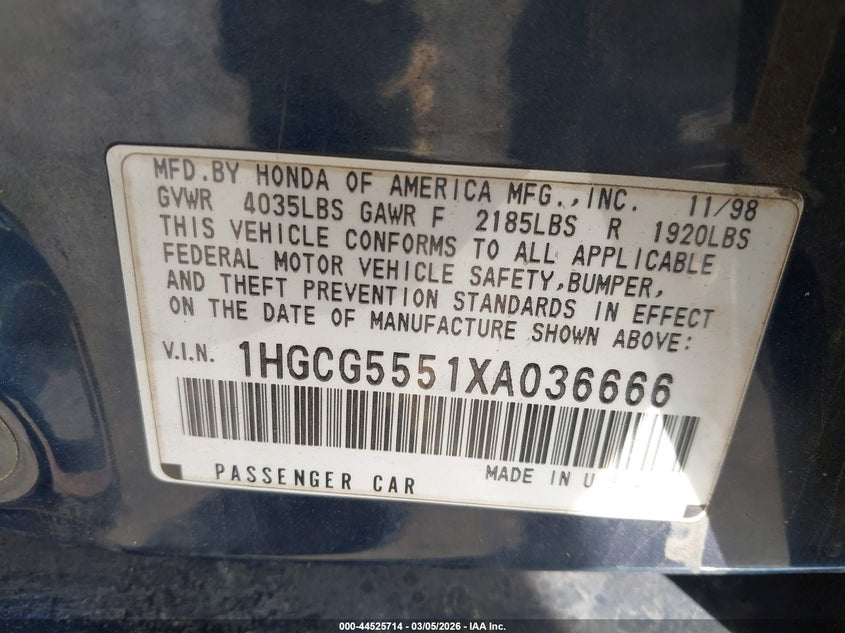 MFD.BY HONDA OF AMERICA MFG.,INC. 11/98
GVWR 4035LBS GAWR F 2185LBS R 1920LBS
THIS VEHICLE CONFORMS TO ALL APPLICABLE
FEDERAL MOTOR VEHICLE SAFETY,BUMPER,
AND THEFT PREVENTION STANDARDS IN EFFECT
ON THE DATE OF MANUFACTURE SHOWN ABOVE:
V.I.N. 1HGCG5551XA036666
PASSENGER CAR MADE IN
000-44525714 — 03/05/2026 — IAA Inc.